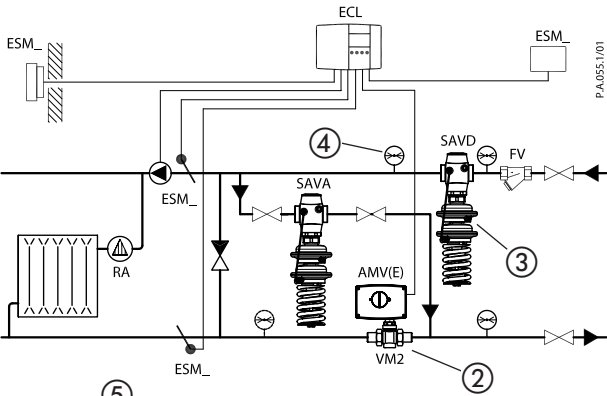 ECL
ESM_
ESM_
P.A.055.1/01
④
SAVD
FV
ESM_
SAVA
③
RA
AMV(E)
ESM_
VM2
②
⑤